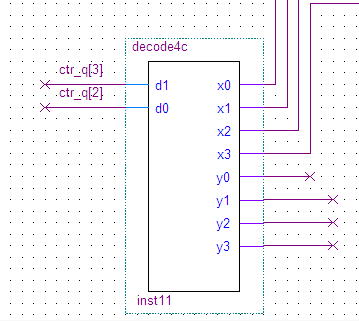 decode4c
ctr_q[3]
ctr_q[2]
d1
d0
x0
x1
x2
x3
y0
y1
y2
y3
inst11